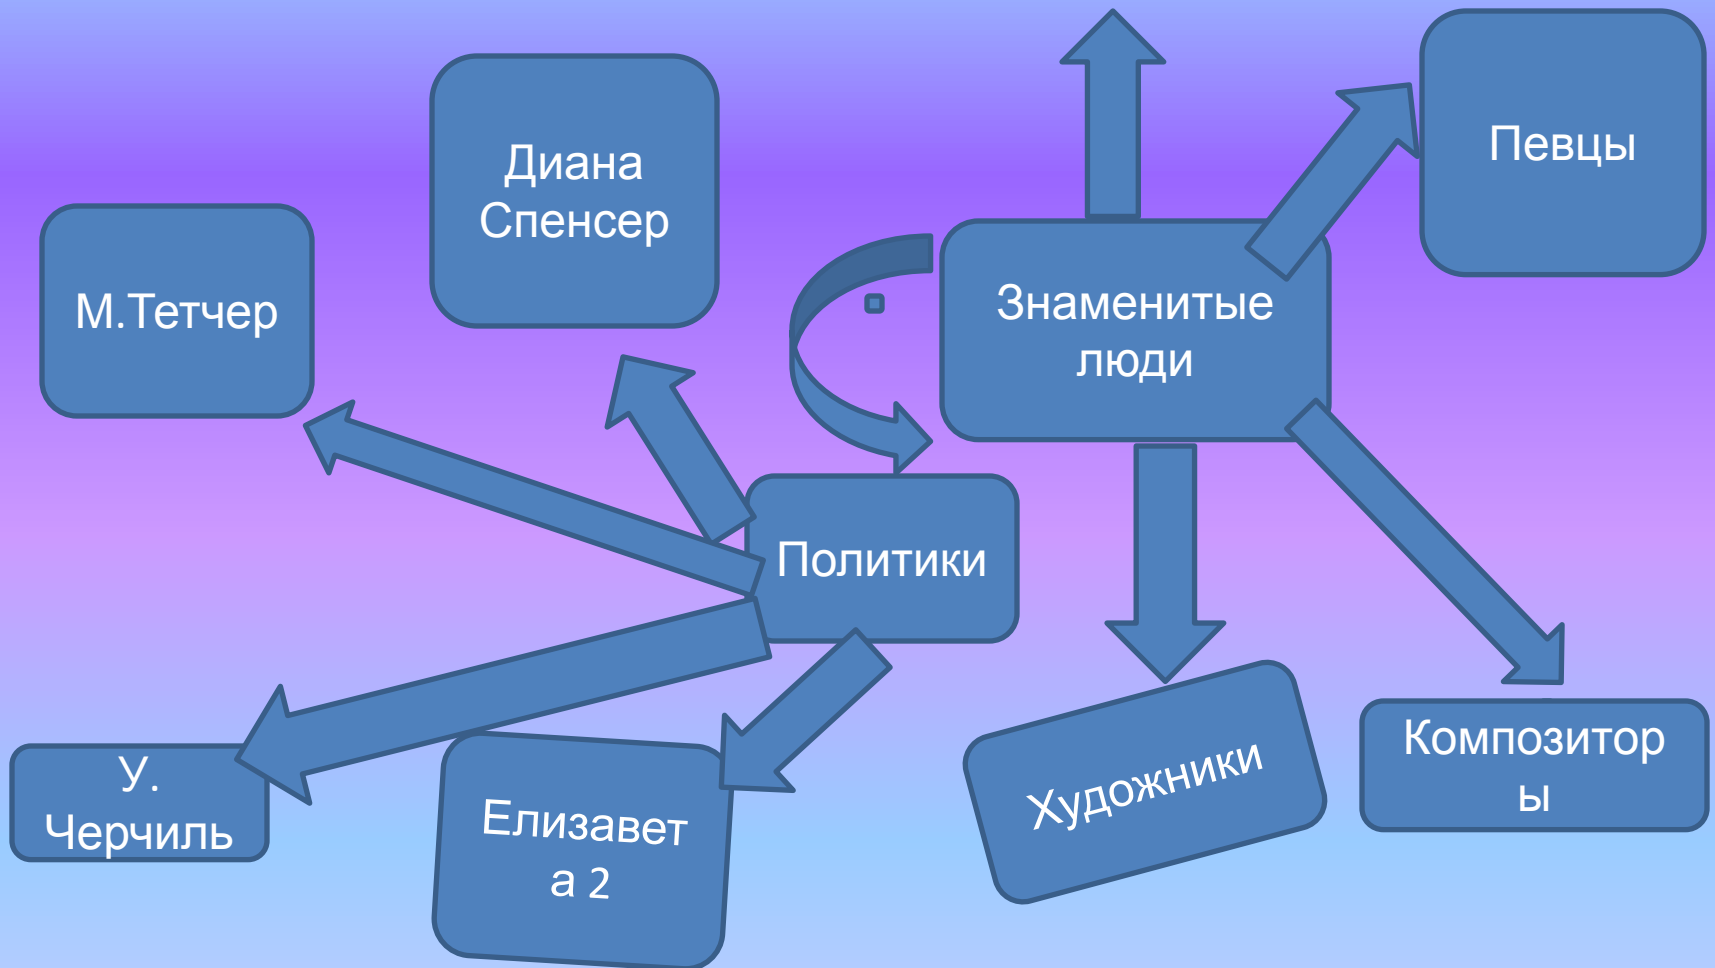 Диана
Спенсер
Певцы
М.Тетчер
Знаменитые
люди
Политики
У.
Черчиль
Елизавет
а 2
Художники
Композитор
ы